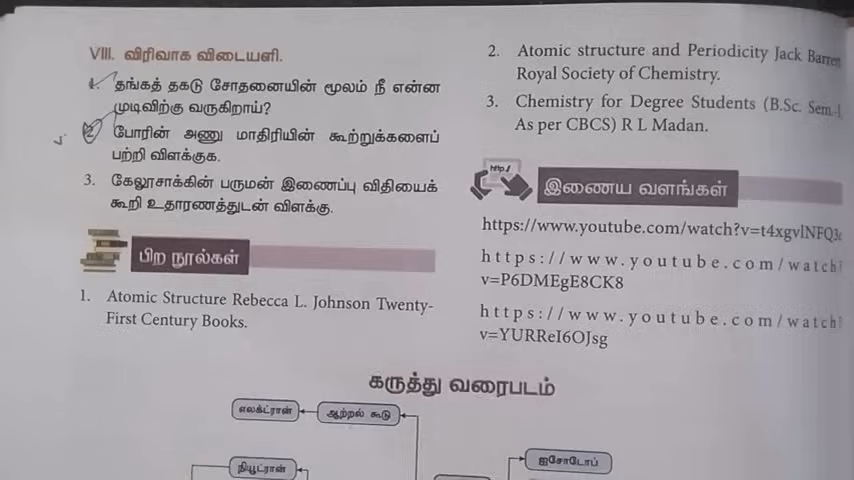 VIII. விரிவாக விடையளி.
1. தங்கத் தகடு சோதனையின் மூலம் நீ என்ன
முடிவிற்கு வருகிறாய்?
2. போரின் அணு மாதிரியின் கூற்றுக்களைப்
பற்றி விளக்குக.
3. கேலூசாக்கின் பருமன் இணைப்பு விதியைக்
கூறி உதாரணத்துடன் விளக்கு.
பிற நூல்கள்
1. Atomic Structure Rebecca L. Johnson Twenty-
First Century Books.
2. Atomic structure and Periodicity Jack Barrett
Royal Society of Chemistry.
3. Chemistry for Degree Students (B.Sc. Sem.-I,
As per CBCS) R L Madan.
http://
இணைய வளங்கள்
https://www.youtube.com/watch?v=t4xgvlNFQ3c
https://www.youtube.com/watch?
v=P6DMEgE8CK8
https://www.youtube.com/watch?
v=YURReI6OJsg
கருத்து வரைபடம்
எலக்ட்ரான்
ஆற்றல் கூடு
நியூட்ரான்
ஐசோடோப்